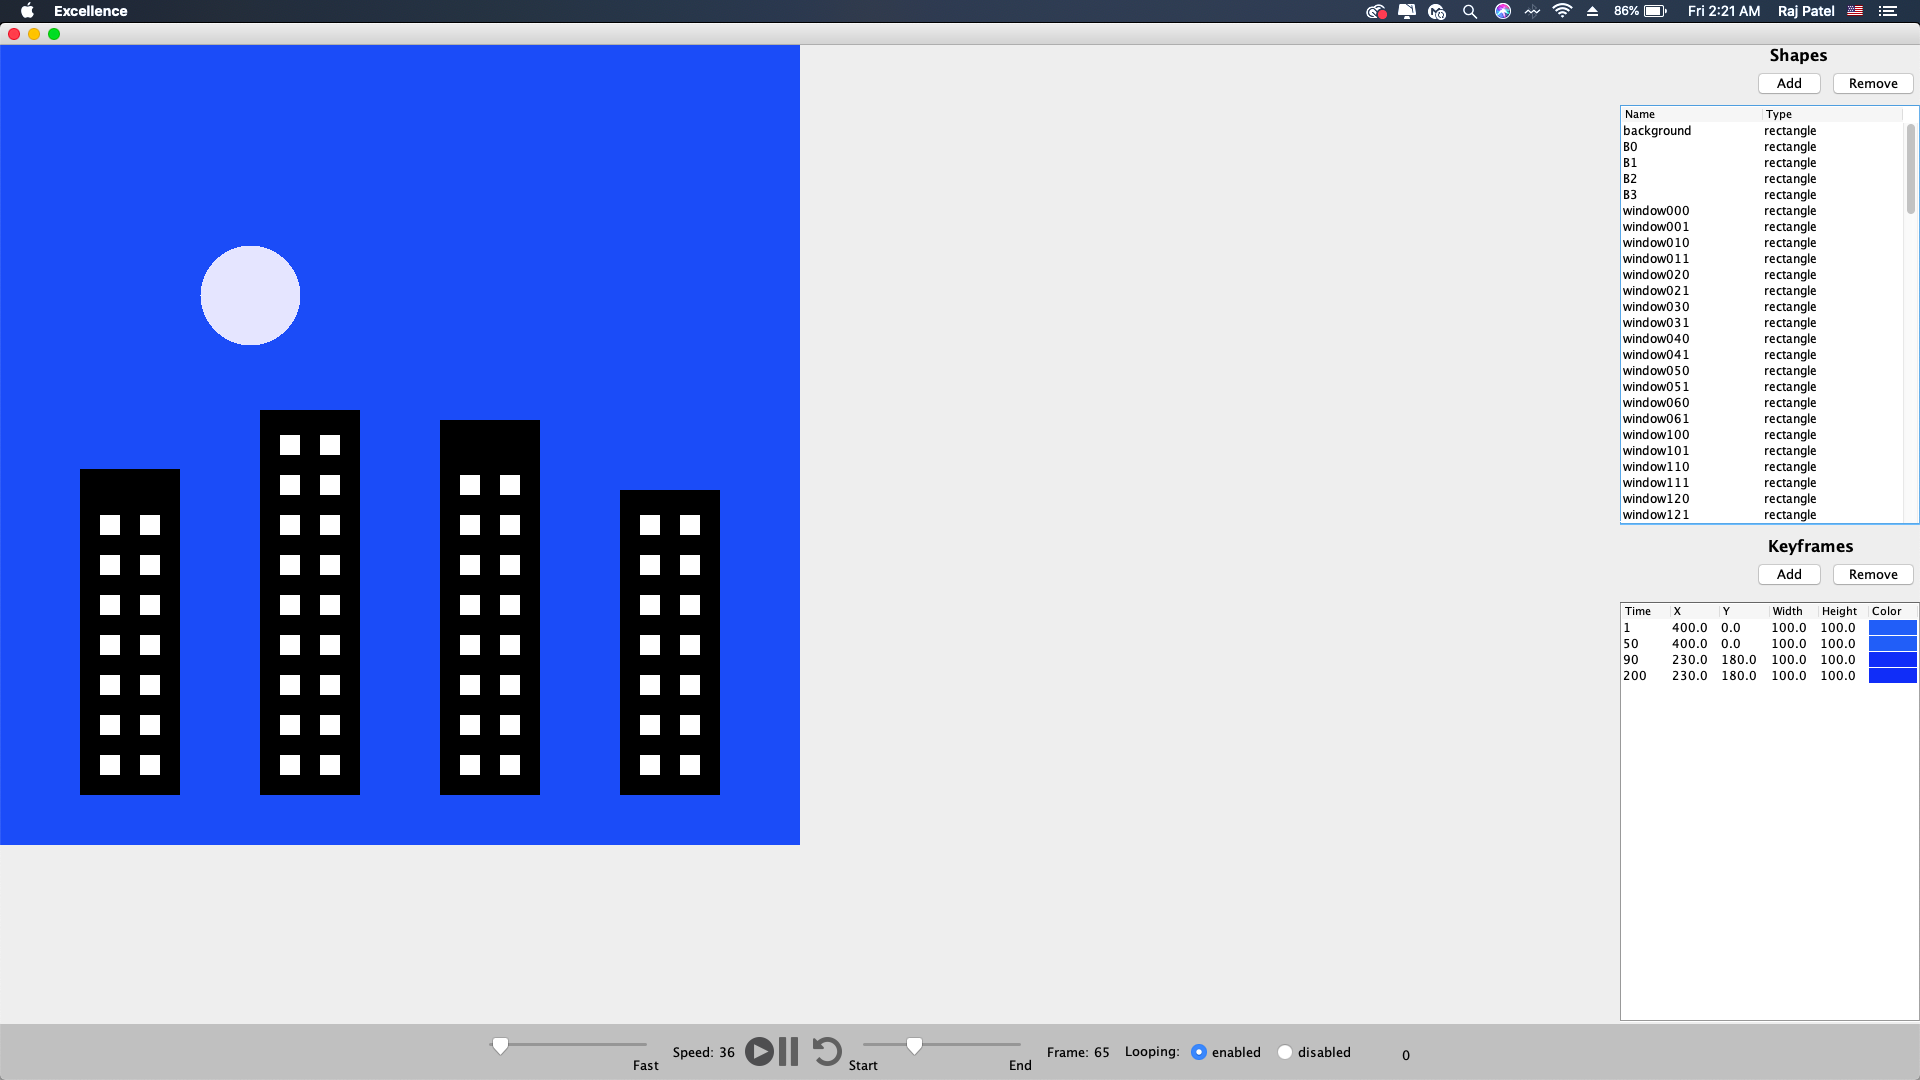 Excellence 86% Fri 2:21 AM Raj Patel
Shapes
Add Remove
Name Type
background rectangle
B0 rectangle
B1 rectangle
B2 rectangle
B3 rectangle
window000 rectangle
window001 rectangle
window010 rectangle
window011 rectangle
window020 rectangle
window021 rectangle
window030 rectangle
window031 rectangle
window040 rectangle
window041 rectangle
window050 rectangle
window051 rectangle
window060 rectangle
window061 rectangle
window100 rectangle
window101 rectangle
window110 rectangle
window111 rectangle
window120 rectangle
window121 rectangle
Keyframes
Add Remove
Time X Y Width Height Color
1 400.0 0.0 100.0 100.0
50 400.0 0.0 100.0 100.0
90 230.0 180.0 100.0 100.0
200 230.0 180.0 100.0 100.0
Fast Speed: 36 Start End Frame: 65 Looping: enabled disabled 0